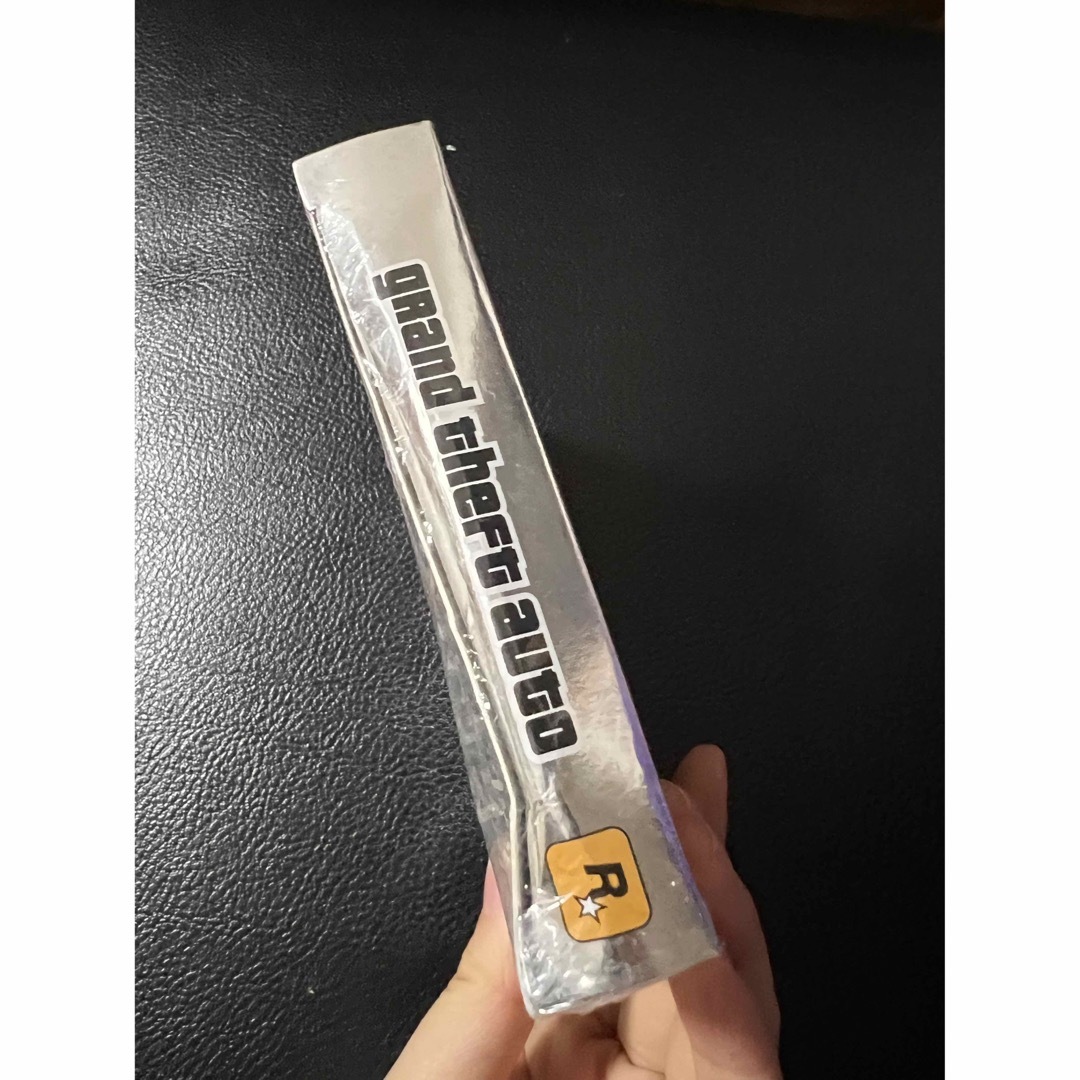 grand theft auto
R